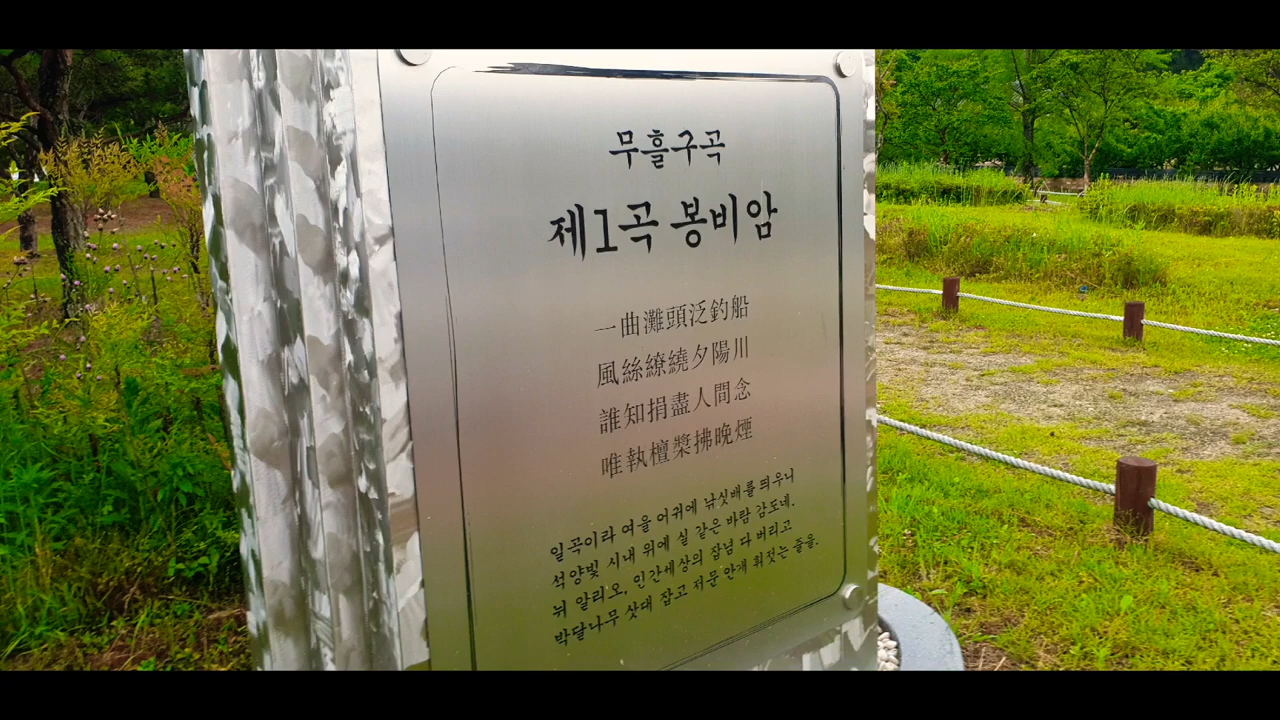 무흘구곡
제1곡 봉비암
一曲灘頭泛釣船
風絲繚繞夕陽川
誰知捐盡人間念
唯執檀槳拂晩煙
일곡이라 여울 어귀에 낚싯배를 띄우니
석양빛 시내 위에 실 같은 바람 감도네.
뉘 알리오, 인간세상의 잡념 다 버리고
박달나무 삿대 잡고 저문 안개 휘젓는 줄을.